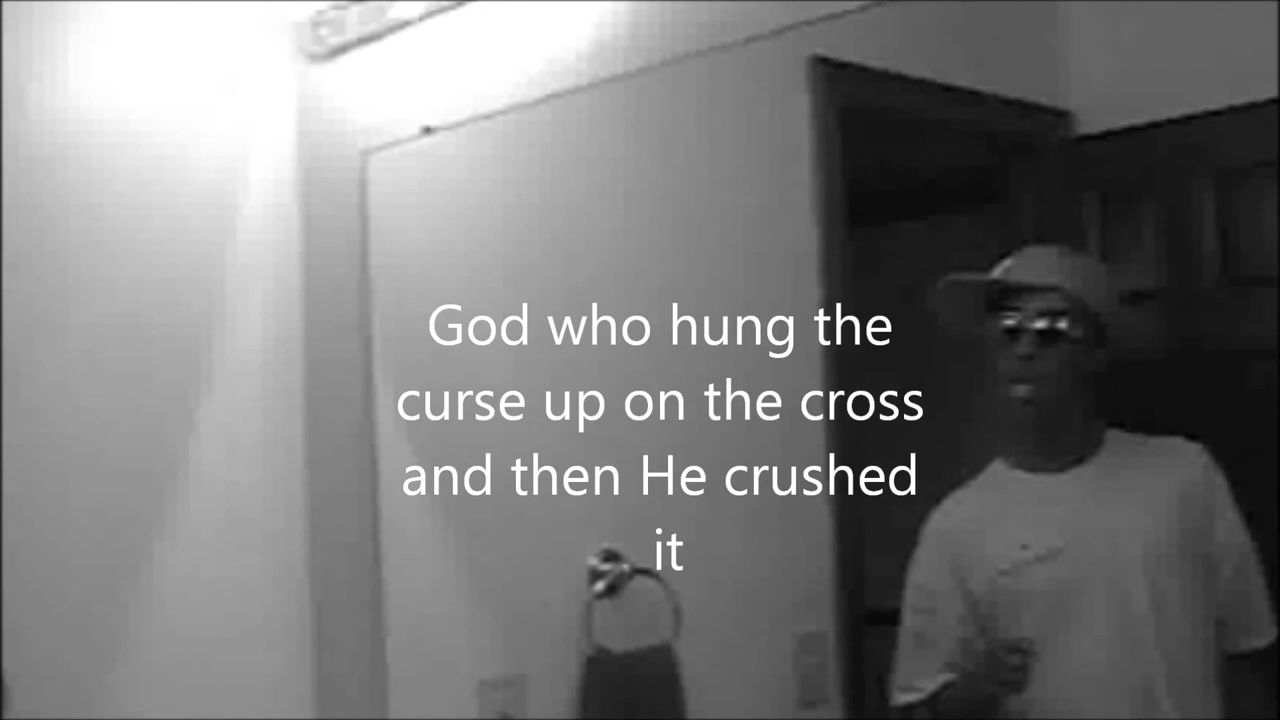 God who hung the
curse up on the cross
and then He crushed
it